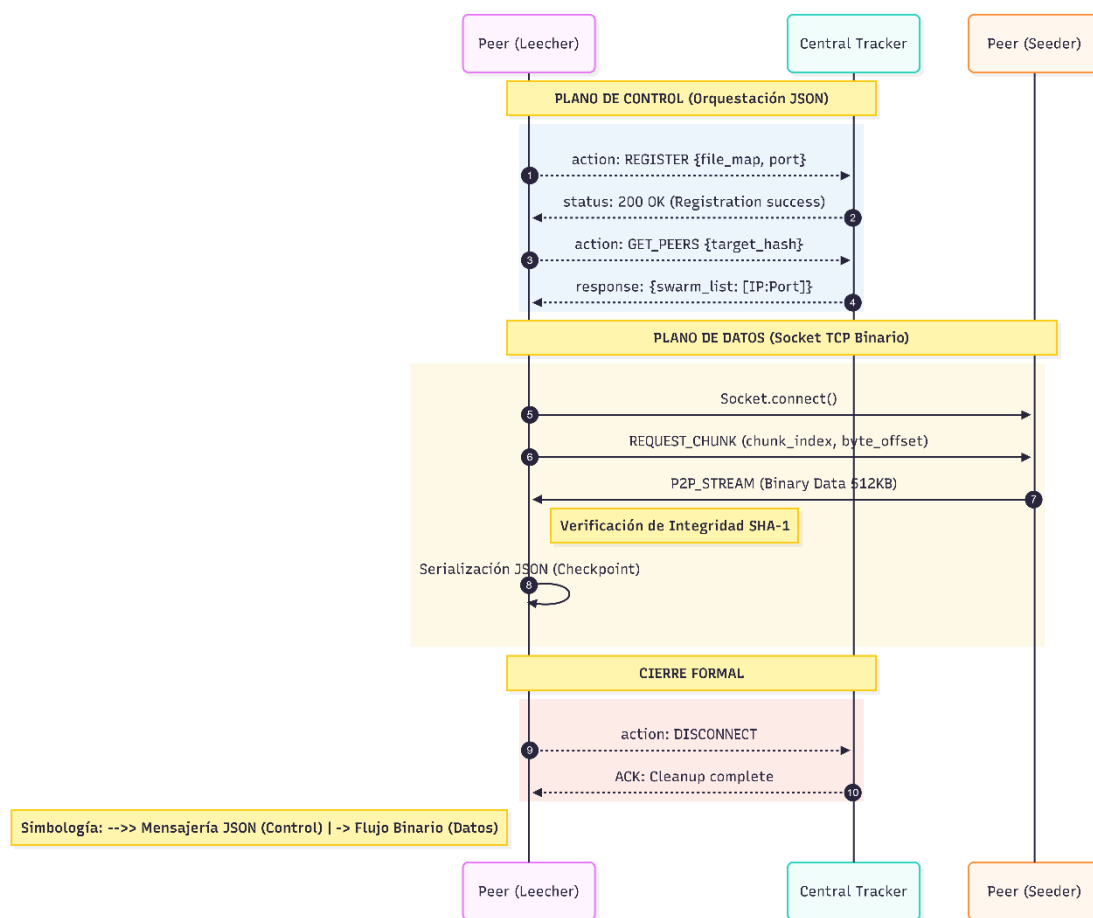 Peer (Leecher)
Central Tracker
Peer (Seeder)
PLANO DE CONTROL (Orquestación JSON)
action: REGISTER {file_map, port}
1
status: 200 OK (Registration success)
2
action: GET_PEERS {target_hash}
3
response: {swarm_list: [IP:Port]}
4
PLANO DE DATOS (Socket TCP Binario)
Socket.connect()
5
REQUEST_CHUNK (chunk_index, byte_offset)
6
P2P_STREAM (Binary Data 512KB)
7
Verificación de Integridad SHA-1
Serialización JSON (Checkpoint)
8
CIERRE FORMAL
action: DISCONNECT
9
ACK: Cleanup complete
10
Simbología: -->> Mensajería JSON (Control) | -> Flujo Binario (Datos)
Peer (Leecher)
Central Tracker
Peer (Seeder)